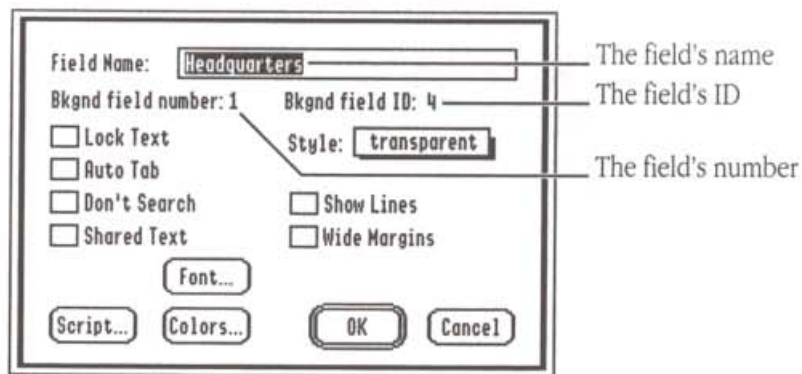 Field Name: Headquarters
The field's name
Bkgnd field number: 1 Bkgnd field ID: 4
The field's ID
Lock Text
Style: transparent
The field's number
Auto Tab
Don't Search
Show Lines
Shared Text
Wide Margins
Font...
Script... Colors... OK Cancel